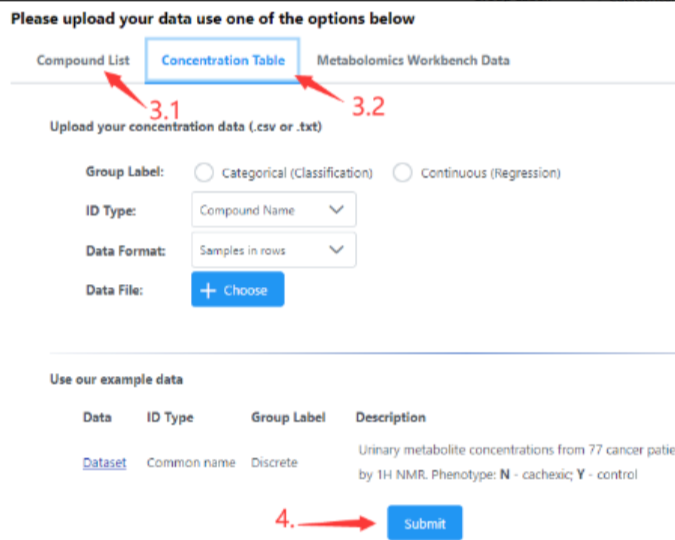 Please upload your data use one of the options below
Compound List Concentration Table Metabolomics Workbench Data
3.1 3.2
Upload your concentration data (.csv or .txt)
Group Label: Categorical (Classification) Continuous (Regression)
ID Type: Compound Name
Data Format: Samples in rows
Data File: + Choose
Use our example data
Data ID Type Group Label Description
Dataset Common name Discrete Urinary metabolite concentrations from 77 cancer patie
by 1H NMR. Phenotype: N - cachexic; Y - control
4. Submit